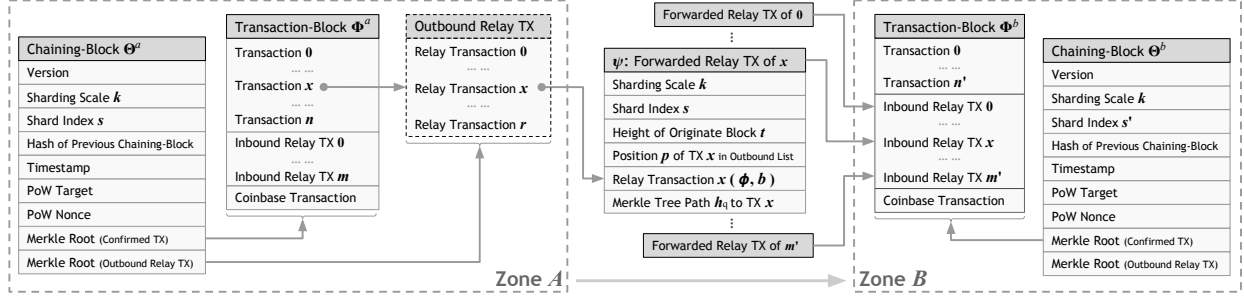 Chaining-Block Θᵃ
Version
Sharding Scale k
Shard Index s
Hash of Previous Chaining-Block
Timestamp
PoW Target
PoW Nonce
Merkle Root (Confirmed TX)
Merkle Root (Outbound Relay TX)
Transaction-Block Φᵃ
Transaction 0
... ...
Transaction x
... ...
Transaction n
Inbound Relay TX 0
... ...
Inbound Relay TX m
Coinbase Transaction
Outbound Relay TX
Relay Transaction 0
... ...
Relay Transaction x
... ...
Relay Transaction r
Zone A
Forwarded Relay TX of 0
...
ψ: Forwarded Relay TX of x
Sharding Scale k
Shard Index s
Height of Originate Block t
Position p of TX x in Outbound List
Relay Transaction x ( ϕ, b )
Merkle Tree Path hq to TX x
...
Forwarded Relay TX of m'
Transaction-Block Φᵇ
Transaction 0
... ...
Transaction n'
Inbound Relay TX 0
... ...
Inbound Relay TX x
... ...
Inbound Relay TX m'
Coinbase Transaction
Chaining-Block Θᵇ
Version
Sharding Scale k
Shard Index s'
Hash of Previous Chaining-Block
Timestamp
PoW Target
PoW Nonce
Merkle Root (Confirmed TX)
Merkle Root (Outbound Relay TX)
Zone B